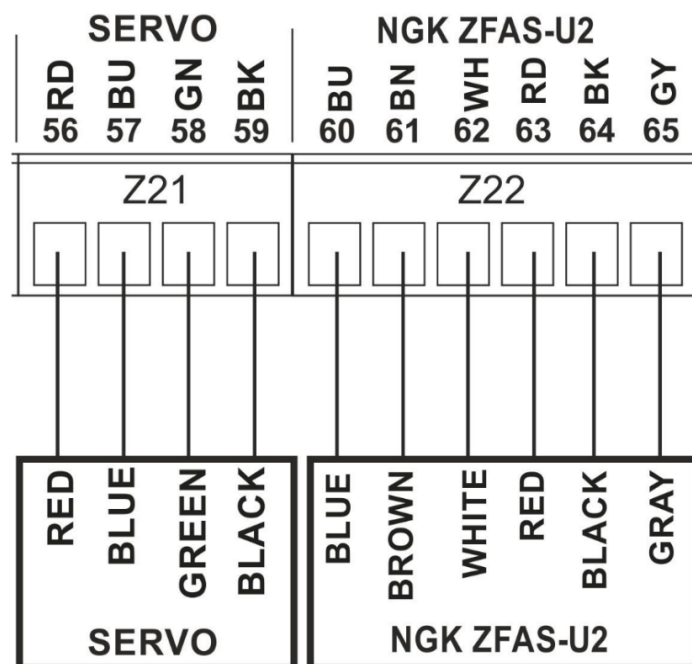 SERVO NGK ZFAS-U2
RD BU GN BK BU BN WH RD BK GY
56 57 58 59 60 61 62 63 64 65
Z21 Z22
RED BLUE GREEN BLACK BLUE BROWN WHITE RED BLACK GRAY
SERVO NGK ZFAS-U2